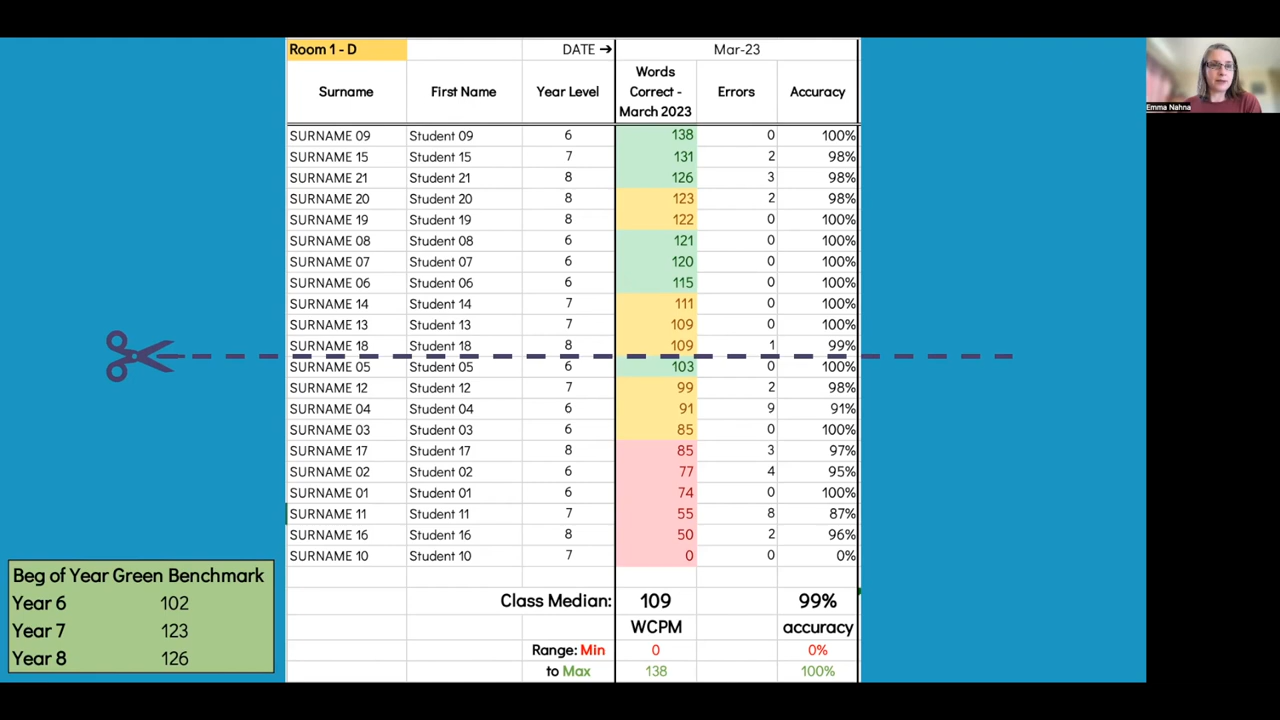 Room 1 - D DATE → Mar-23
Surname First Name Year Level Words Correct - March 2023 Errors Accuracy
SURNAME 09 Student 09 6 138 0 100%
SURNAME 15 Student 15 7 131 2 98%
SURNAME 21 Student 21 8 126 3 98%
SURNAME 20 Student 20 8 123 2 98%
SURNAME 19 Student 19 8 122 0 100%
SURNAME 08 Student 08 6 121 0 100%
SURNAME 07 Student 07 6 120 0 100%
SURNAME 06 Student 06 6 115 0 100%
SURNAME 14 Student 14 7 111 0 100%
SURNAME 13 Student 13 7 109 0 100%
SURNAME 18 Student 18 8 109 1 99%
SURNAME 05 Student 05 6 103 0 100%
SURNAME 12 Student 12 7 99 2 98%
SURNAME 04 Student 04 6 91 9 91%
SURNAME 03 Student 03 6 85 0 100%
SURNAME 17 Student 17 8 85 3 97%
SURNAME 02 Student 02 6 77 4 95%
SURNAME 01 Student 01 6 74 0 100%
SURNAME 11 Student 11 7 55 8 87%
SURNAME 16 Student 16 8 50 2 96%
SURNAME 10 Student 10 7 0 0 0%
Class Median: 109 99%
WCPM accuracy
Range: Min 0 0%
to Max 138 100%
Beg of Year Green Benchmark
Year 6 102
Year 7 123
Year 8 126
Emma Nahna